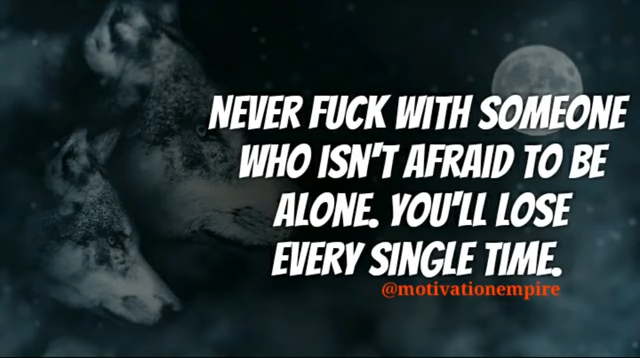 NEVER FUCK WITH SOMEONE
WHO ISN'T AFRAID TO BE
ALONE. YOU'LL LOSE
EVERY SINGLE TIME.
@motivationempire